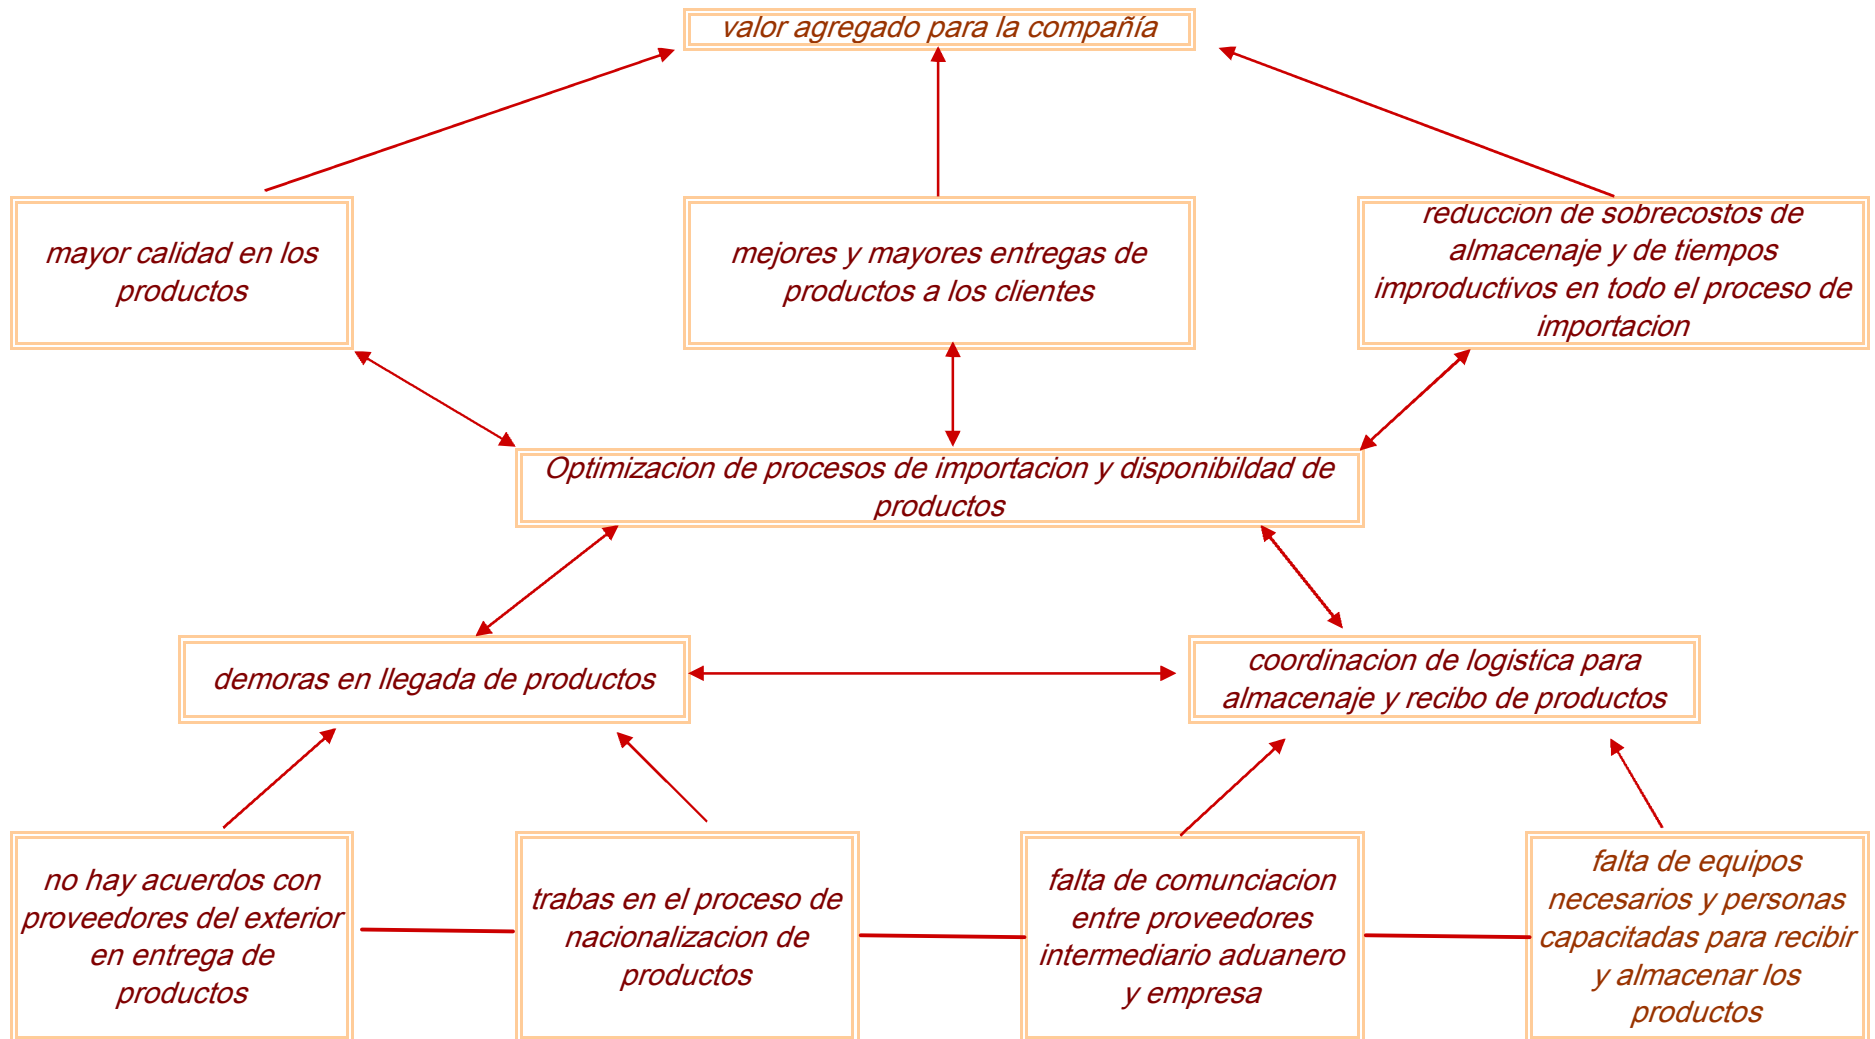 valor agregado para la compañía
mayor calidad en los
productos
mejores y mayores entregas de
productos a los clientes
reduccion de sobrecostos de
almacenaje y de tiempos
improductivos en todo el proceso de
importacion
Optimizacion de procesos de importacion y disponibildad de
productos
demoras en llegada de productos
coordinacion de logistica para
almacenaje y recibo de productos
no hay acuerdos con
proveedores del exterior
en entrega de
productos
trabas en el proceso de
nacionalizacion de
productos
falta de comunciacion
entre proveedores
intermediario aduanero
y empresa
falta de equipos
necesarios y personas
capacitadas para recibir
y almacenar los
productos